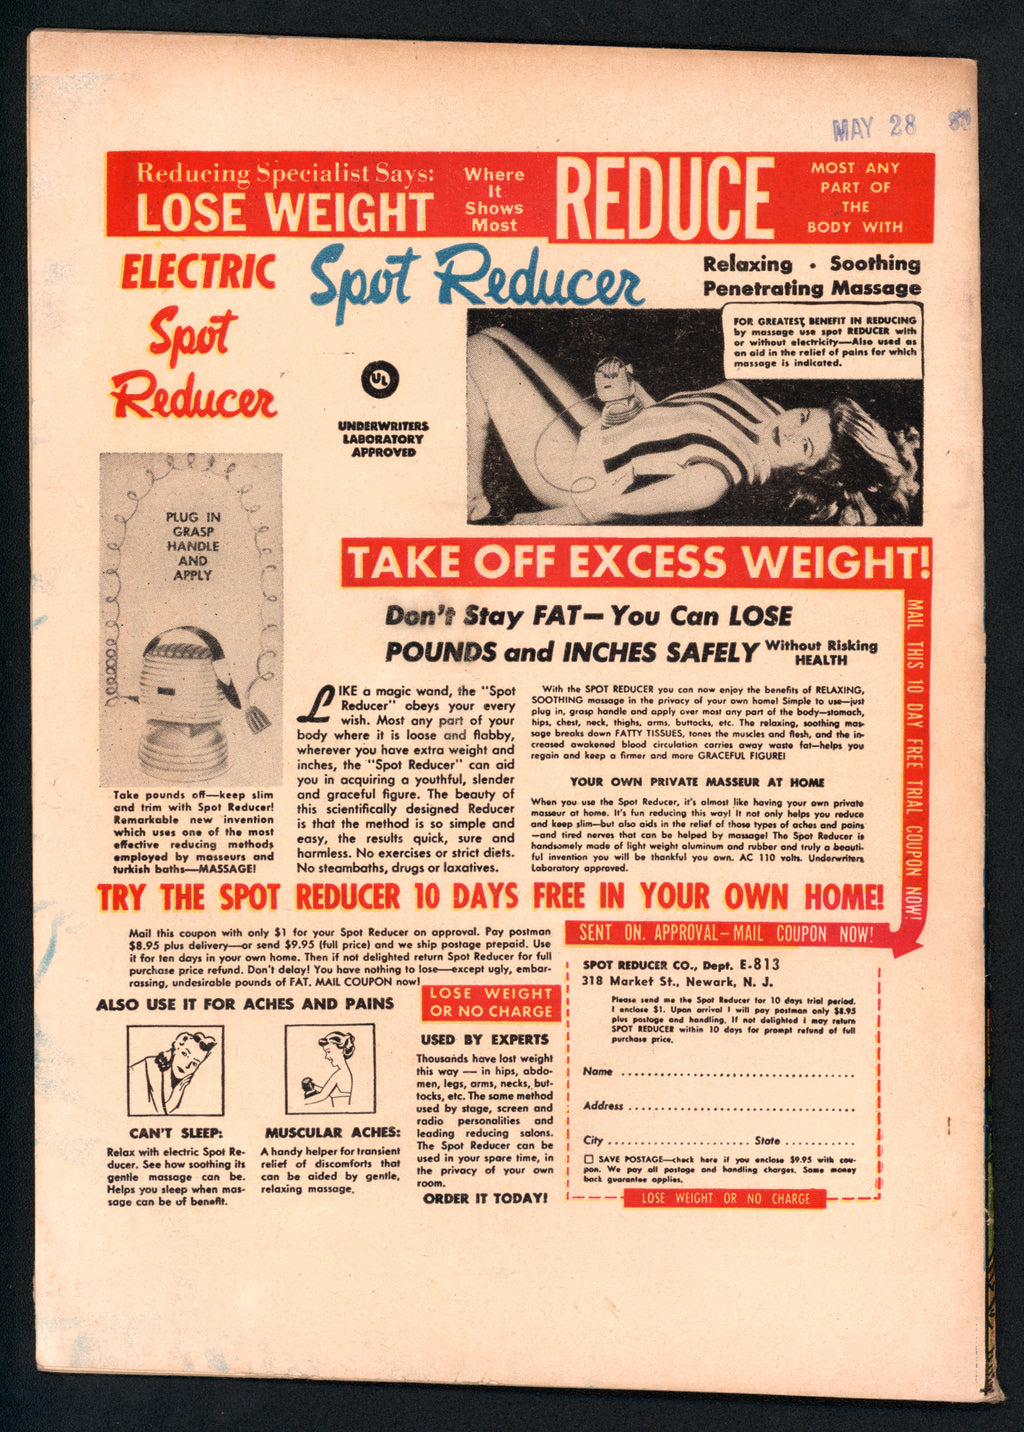 MAY 28
Reducing Specialist Says:
LOSE WEIGHT
Where
It
Shows
Most
REDUCE
MOST ANY
PART OF
THE
BODY WITH
ELECTRIC
Spot
Reducer
Spot Reducer
Relaxing • Soothing
Penetrating Massage
FOR GREATEST BENEFIT IN REDUCING
by massage use spot REDUCER with
or without electricity—Also used as
an aid in the relief of pains for which
massage is indicated.
UL
UNDERWRITERS
LABORATORY
APPROVED
PLUG IN
GRASP
HANDLE
AND
APPLY
TAKE OFF EXCESS WEIGHT!
Don't Stay FAT—You Can LOSE
POUNDS and INCHES SAFELY Without Risking
HEALTH
MAIL THIS 10 DAY FREE TRIAL COUPON NOW!
Take pounds off—keep slim
and trim with Spot Reducer!
Remarkable new invention
which uses one of the most
effective reducing methods
employed by masseurs and
turkish baths—MASSAGE!
LIKE a magic wand, the "Spot
Reducer" obeys your every
wish. Most any part of your
body where it is loose and flabby,
wherever you have extra weight and
inches, the "Spot Reducer" can aid
you in acquiring a youthful, slender
and graceful figure. The beauty of
this scientifically designed Reducer
is that the method is so simple and
easy, the results quick, sure and
harmless. No exercises or strict diets.
No steambaths, drugs or laxatives.
With the SPOT REDUCER you can now enjoy the benefits of RELAXING,
SOOTHING massage in the privacy of your own home! Simple to use—just
plug in, grasp handle and apply over most any part of the body—stomach,
hips, chest, neck, thighs, arms, buttocks, etc. The relaxing, soothing mas-
sage breaks down FATTY TISSUES, tones the muscles and flesh, and the in-
creased awakened blood circulation carries away waste fat—helps you
regain and keep a firmer and more GRACEFUL FIGURE!
YOUR OWN PRIVATE MASSEUR AT HOME
When you use the Spot Reducer, it's almost like having your own private
masseur at home. It's fun reducing this way! It not only helps you reduce
and keep slim—but also aids in the relief of those types of aches and pains
—and tired nerves that can be helped by massage! The Spot Reducer is
handsomely made of light weight aluminum and rubber and truly a beauti-
ful invention you will be thankful you own. AC 110 volts. Underwriters
Laboratory approved.
TRY THE SPOT REDUCER 10 DAYS FREE IN YOUR OWN HOME!
Mail this coupon with only $1 for your Spot Reducer on approval. Pay postman
$8.95 plus delivery—or send $9.95 (full price) and we ship postage prepaid. Use
it for ten days in your own home. Then if not delighted return Spot Reducer for full
purchase price refund. Don't delay! You have nothing to lose—except ugly, embar-
rassing, undesirable pounds of FAT. MAIL COUPON now!
ALSO USE IT FOR ACHES AND PAINS
CAN'T SLEEP:
Relax with electric Spot Re-
ducer. See how soothing its
gentle massage can be.
Helps you sleep when mas-
sage can be of benefit.
MUSCULAR ACHES:
A handy helper for transient
relief of discomforts that
can be aided by gentle,
relaxing massage.
LOSE WEIGHT
OR NO CHARGE
USED BY EXPERTS
Thousands have lost weight
this way — in hips, abdo-
men, legs, arms, necks, but-
tocks, etc. The same method
used by stage, screen and
radio personalities and
leading reducing salons.
The Spot Reducer can be
used in your spare time, in
the privacy of your own
room.
ORDER IT TODAY!
SENT ON APPROVAL—MAIL COUPON NOW!
SPOT REDUCER CO., Dept. E-813
318 Market St., Newark, N. J.
Please send me the Spot Reducer for 10 days trial period.
I enclose $1. Upon arrival I will pay postman only $8.95
plus postage and handling. If not delighted I may return
SPOT REDUCER within 10 days for prompt refund of full
purchase price.
Name
Address
City State
SAVE POSTAGE—check here if you enclose $9.95 with cou-
pon. We pay all postage and handling charges. Same money
back guarantee applies.
LOSE WEIGHT OR NO CHARGE